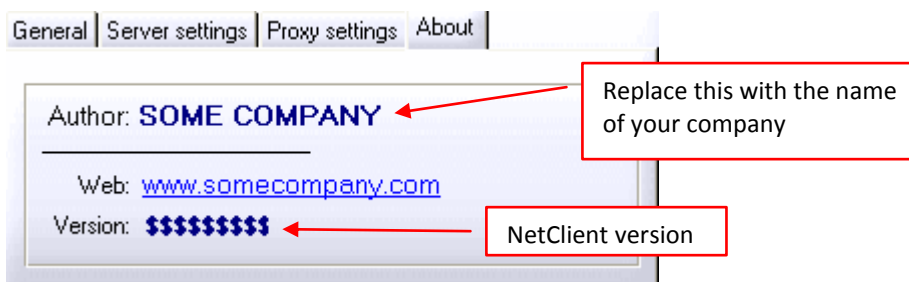 General Server settings Proxy settings About
Replace this with the name
of your company
Author: SOME COMPANY
Web: www.somecompany.com
Version: $$$$$$$$$
NetClient version